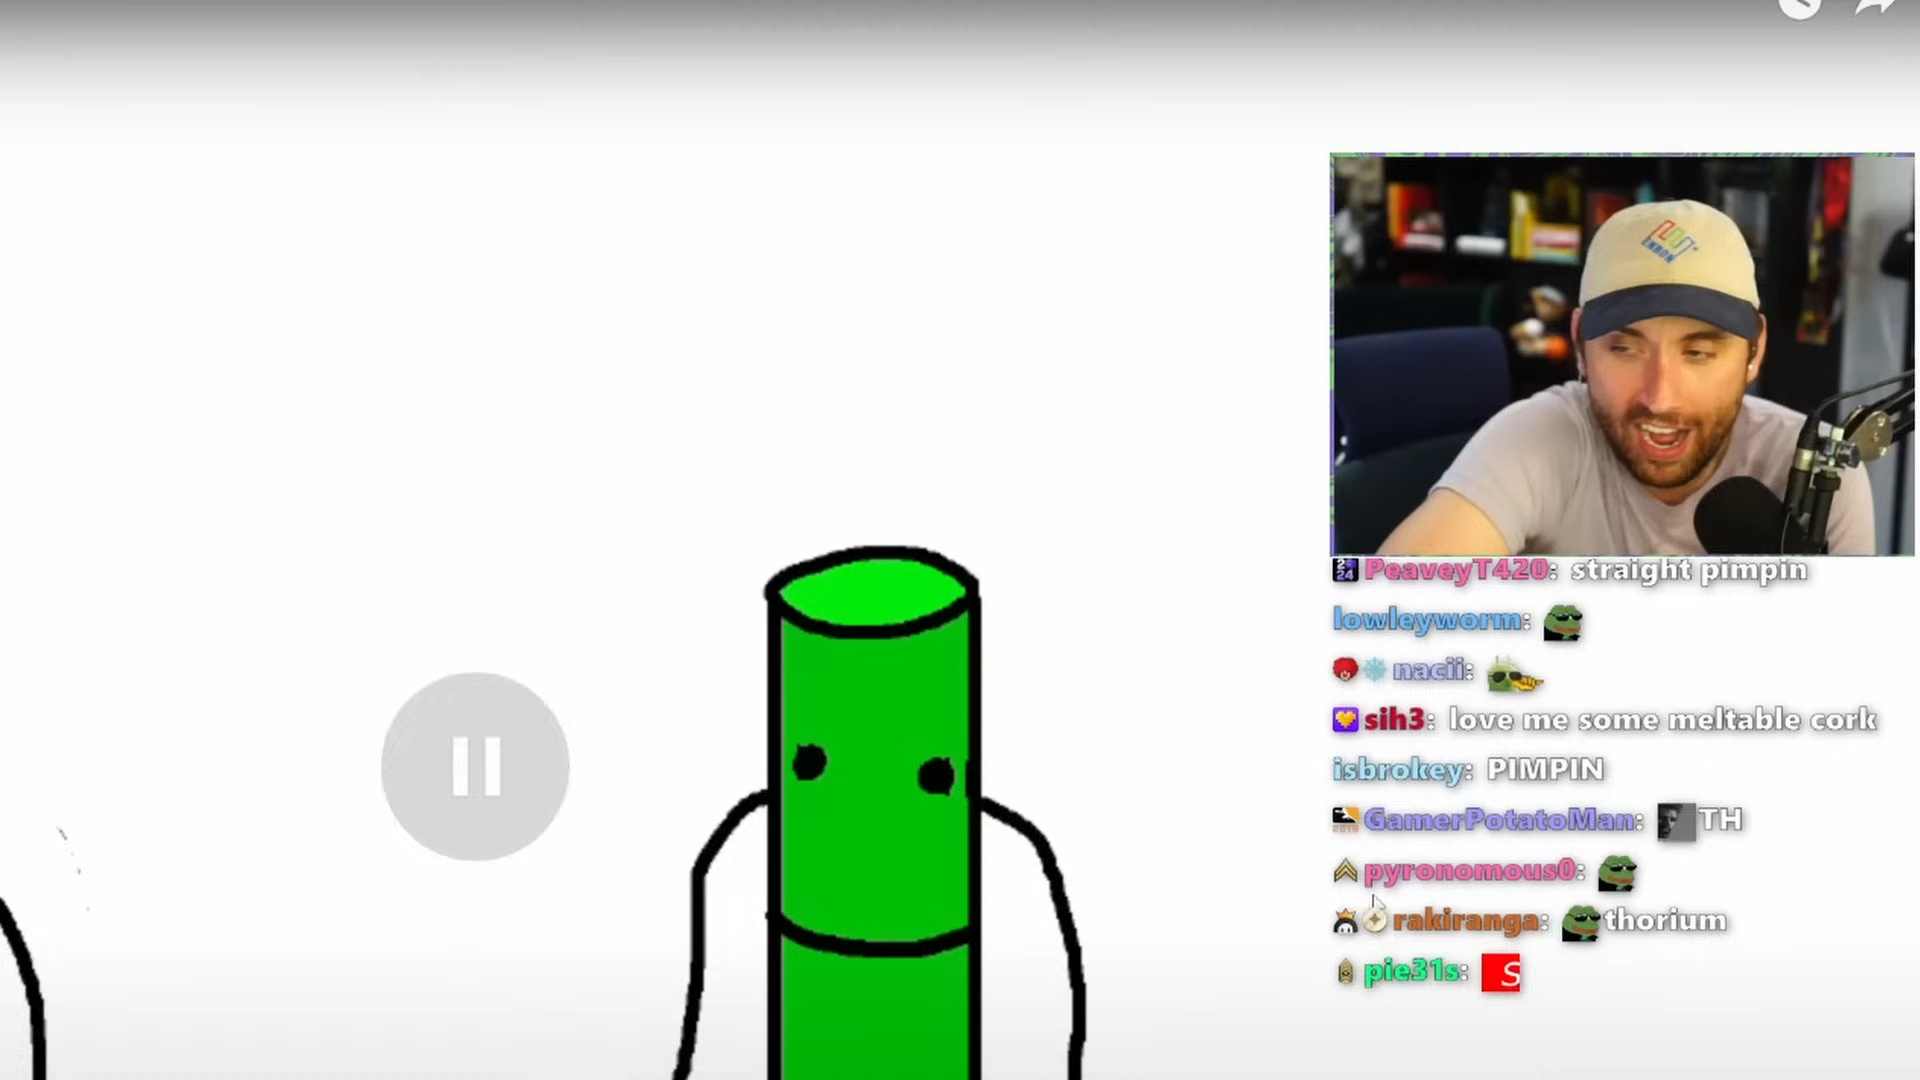 ENRON
PeaveyT420: straight pimpin
lowleyworm:
nacii:
sih3: love me some meltable cork
isbrokey: PIMPIN
GamerPotatoMan: TH
pyronomous0:
rakiranga: thorium
pie31s: S